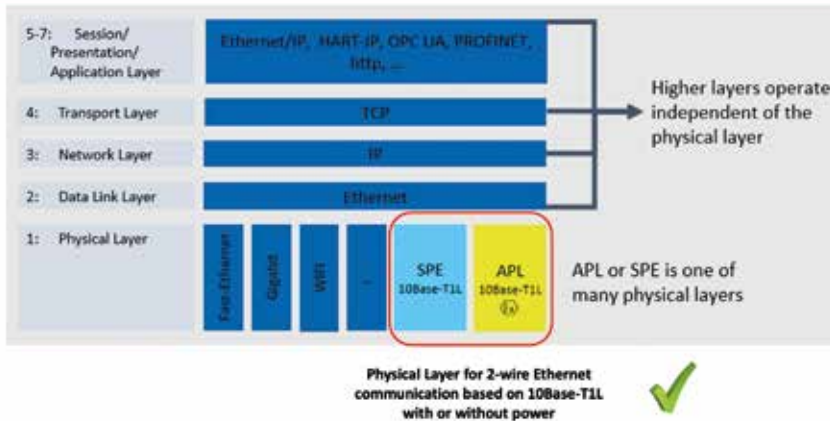 5-7: Session/
Presentation/
Application Layer
Ethernet/IP, HART-IP, OPC UA, PROFINET,
http, ...
4: Transport Layer
TCP
3: Network Layer
IP
2: Data Link Layer
Ethernet
Higher layers operate
independent of the
physical layer
1: Physical Layer
Fast-Ethernet
Gigabit
WIFI
SPE
10Base-T1L
APL
10Base-T1L
APL or SPE is one of
many physical layers
Physical Layer for 2-wire Ethernet
communication based on 10Base-T1L
with or without power